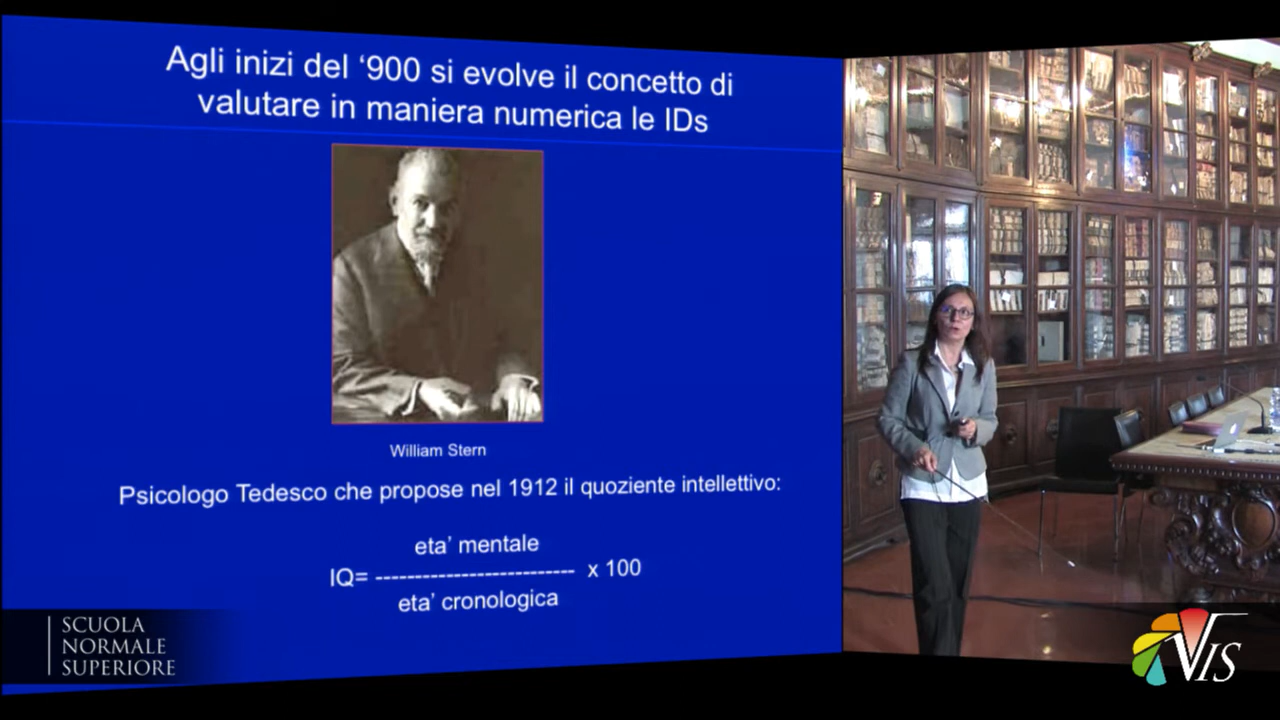 Agli inizi del ‘900 si evolve il concetto di
valutare in maniera numerica le IDs
William Stern
Psicologo Tedesco che propose nel 1912 il quoziente intellettivo:
eta’ mentale
IQ= -------------------------- x 100
eta’ cronologica
SCUOLA
NORMALE
SUPERIORE
VIS